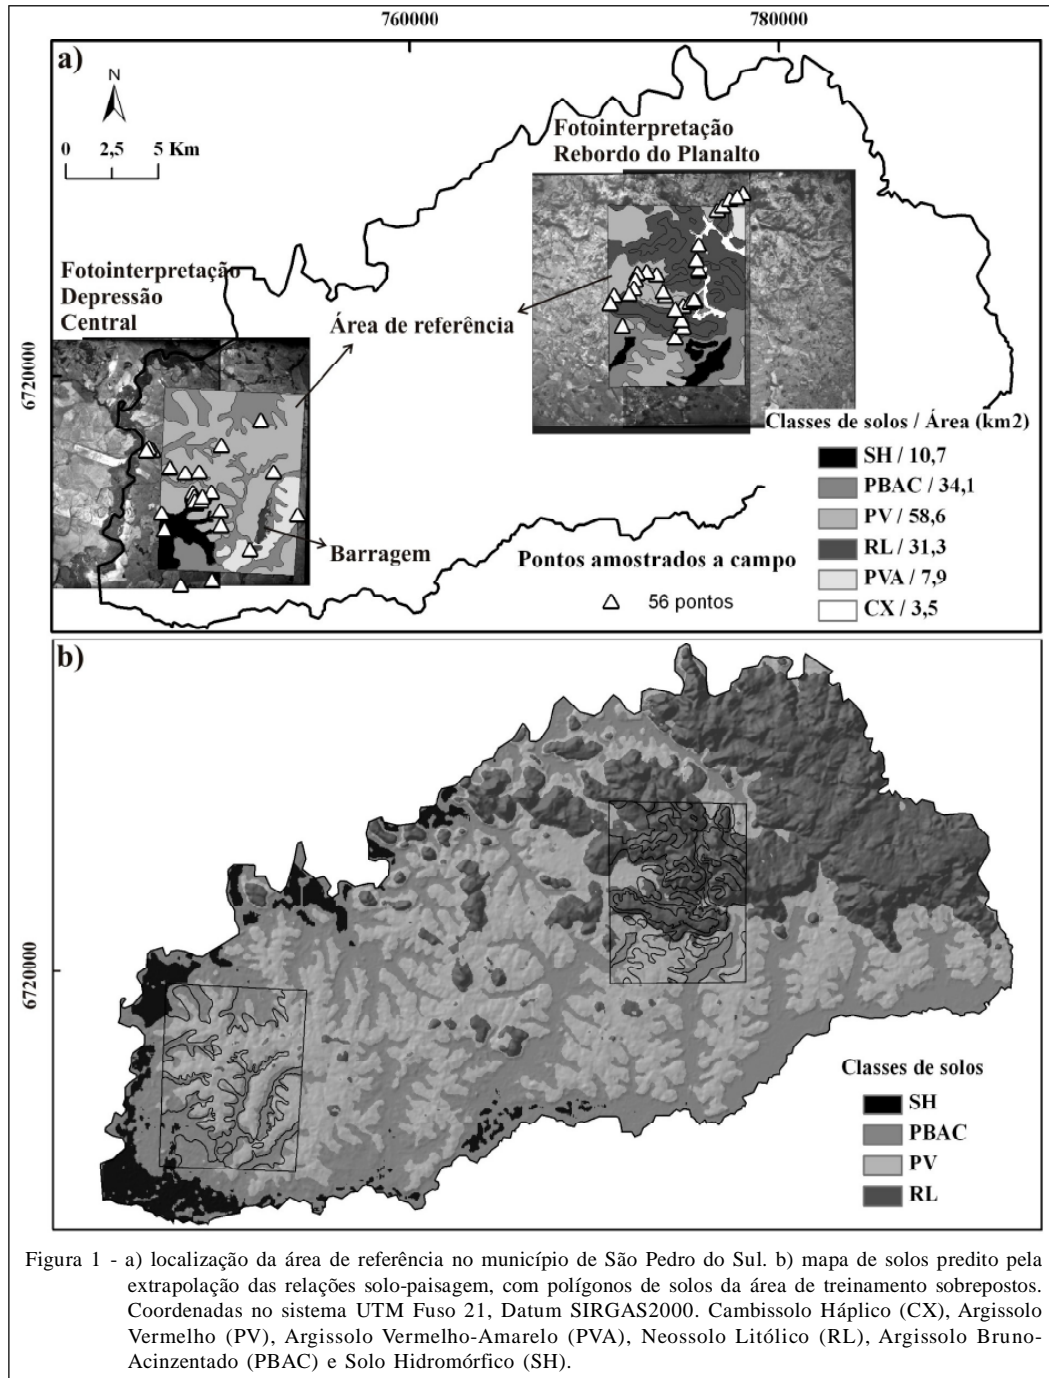 760000
780000
a)
N
0 2,5 5 Km
Fotointerpretação
Rebordo do Planalto
Fotointerpretação
Depressão
Central
Área de referência
6720000
Barragem
Classes de solos / Área (km2)
SH / 10,7
PBAC / 34,1
PV / 58,6
RL / 31,3
PVA / 7,9
CX / 3,5
Pontos amostrados a campo
56 pontos
b)
6720000
Classes de solos
SH
PBAC
PV
RL
Figura 1 - a) localização da área de referência no município de São Pedro do Sul. b) mapa de solos predito pela
extrapolação das relações solo-paisagem, com polígonos de solos da área de treinamento sobrepostos.
Coordenadas no sistema UTM Fuso 21, Datum SIRGAS2000. Cambissolo Háplico (CX), Argissolo
Vermelho (PV), Argissolo Vermelho-Amarelo (PVA), Neossolo Litólico (RL), Argissolo Bruno-
Acinzentado (PBAC) e Solo Hidromórfico (SH).